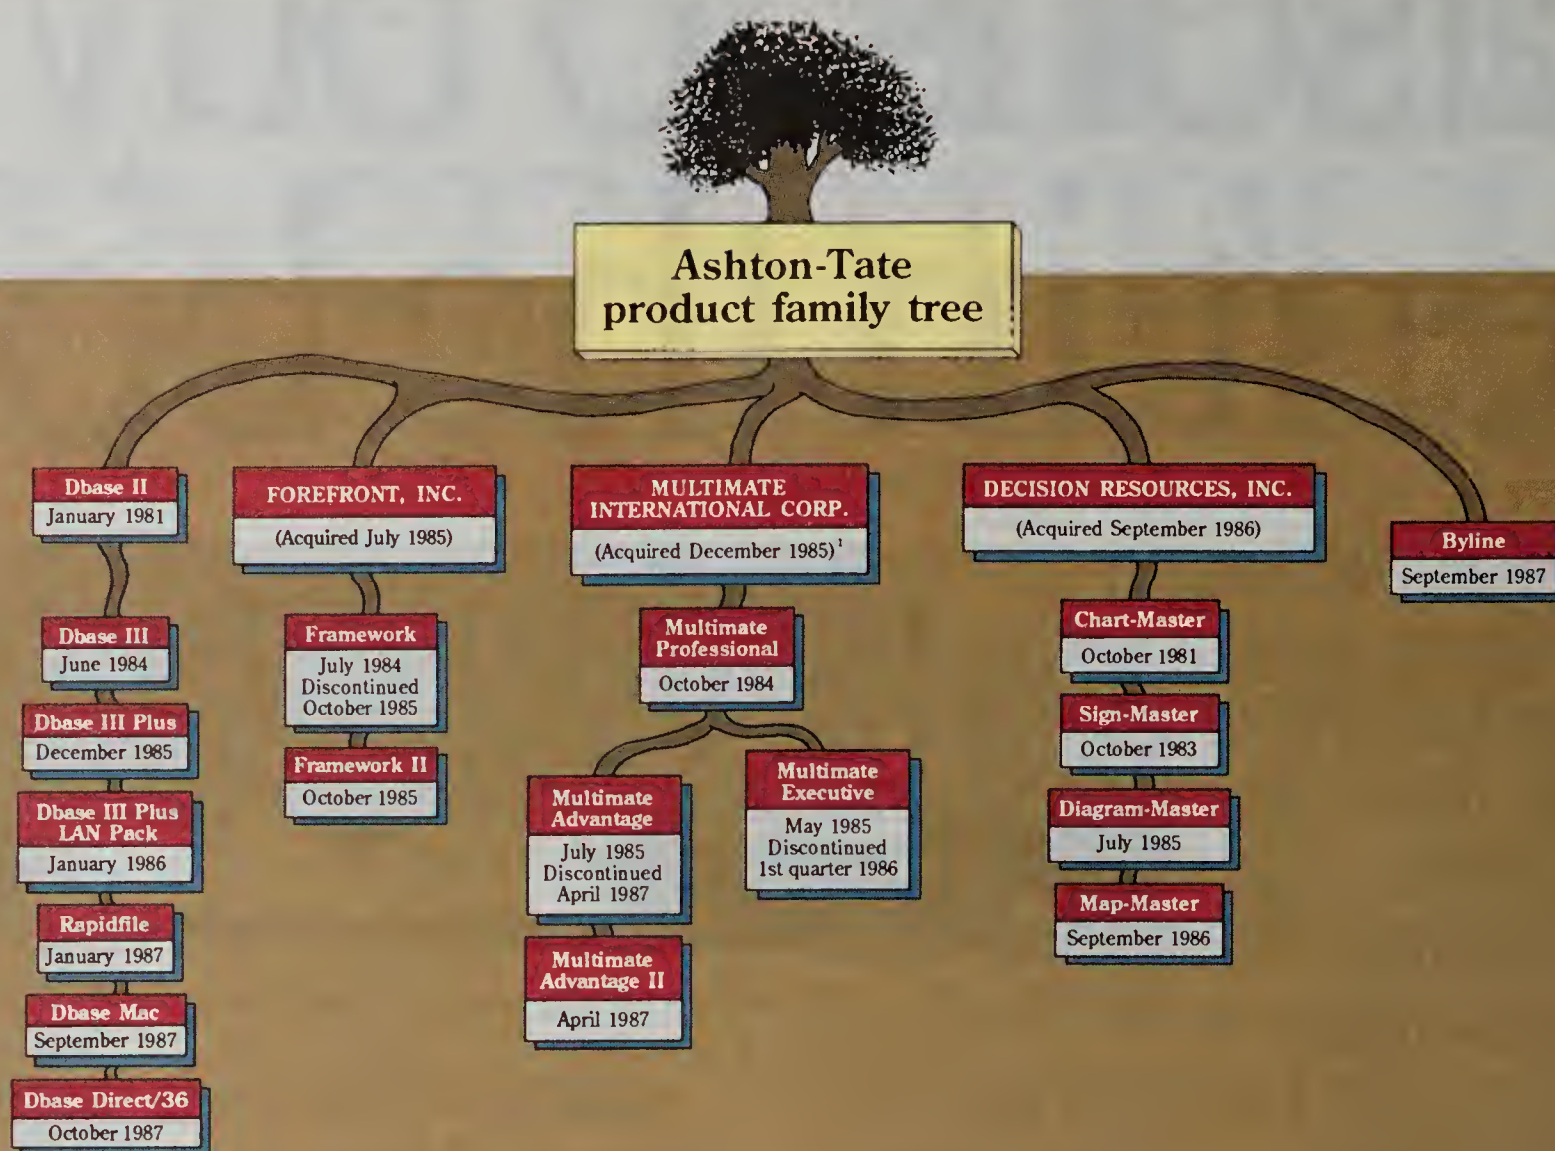 Ashton-Tate
product family tree
Dbase II
January 1981
Dbase III
June 1984
Dbase III Plus
December 1985
Dbase III Plus
LAN Pack
January 1986
Rapidfile
January 1987
Dbase Mac
September 1987
Dbase Direct/36
October 1987
FOREFRONT, INC.
(Acquired July 1985)
Framework
July 1984
Discontinued
October 1985
Framework II
October 1985
MULTIMATE
INTERNATIONAL CORP.
(Acquired December 1985)¹
Multimate
Professional
October 1984
Multimate
Advantage
July 1985
Discontinued
April 1987
Multimate
Advantage II
April 1987
Multimate
Executive
May 1985
Discontinued
1st quarter 1986
DECISION RESOURCES, INC.
(Acquired September 1986)
Chart-Master
October 1981
Sign-Master
October 1983
Diagram-Master
July 1985
Map-Master
September 1986
Byline
September 1987